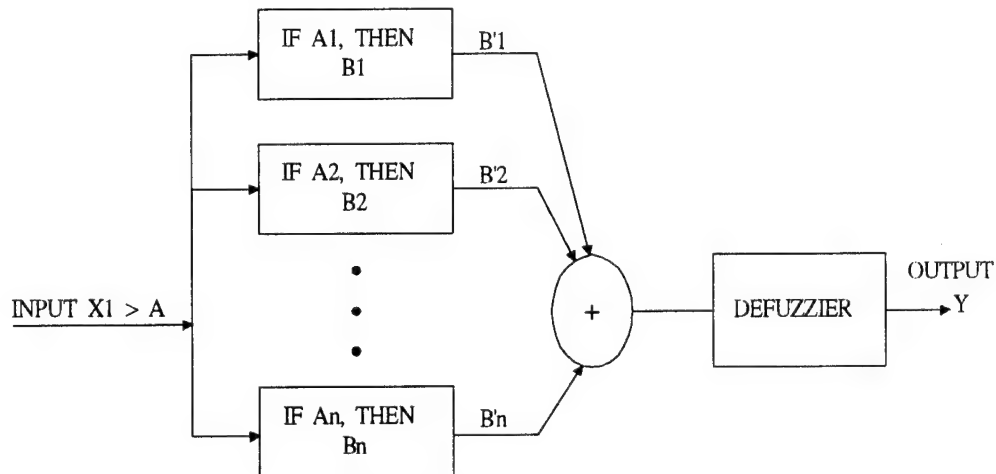 IF A1, THEN
B1
B'1
IF A2, THEN
B2
B'2
INPUT X1 > A
+
DEFUZZIER
OUTPUT
Y
IF An, THEN
Bn
B'n